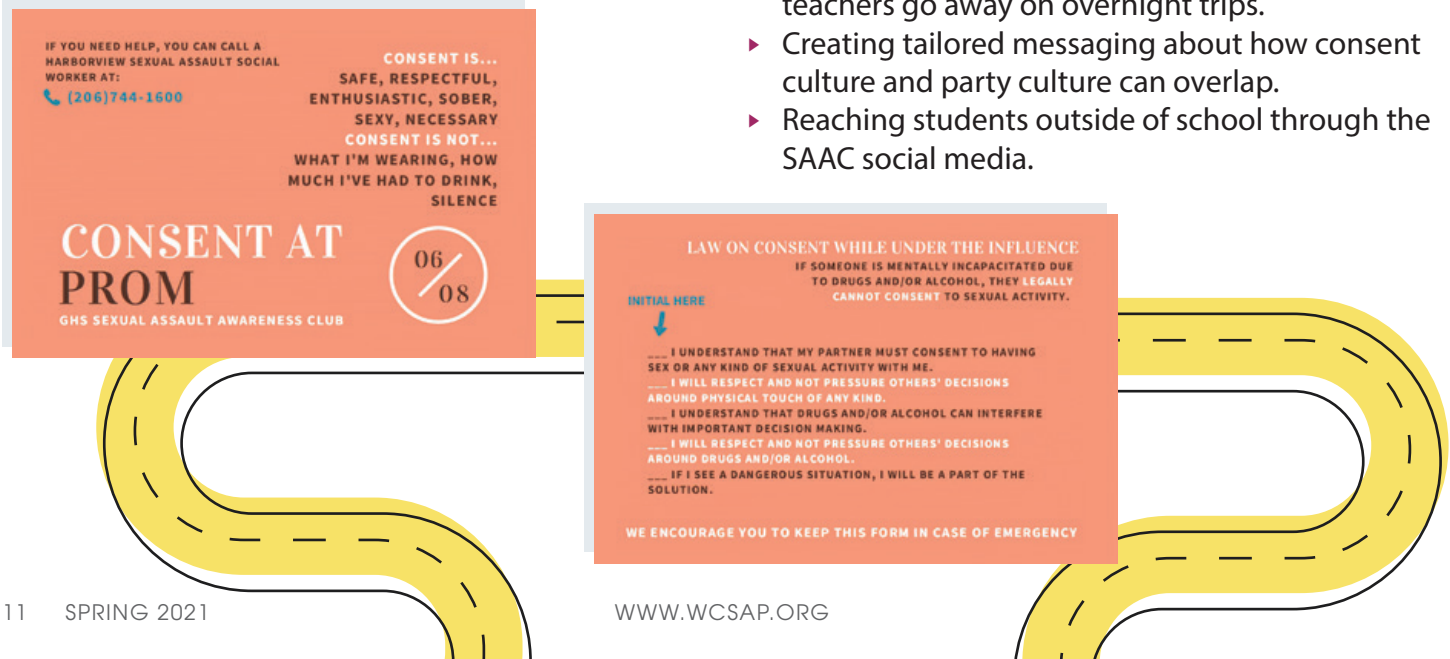 teachers go away on overnight trips.
▸ Creating tailored messaging about how consent
culture and party culture can overlap.
▸ Reaching students outside of school through the
SAAC social media.
IF YOU NEED HELP, YOU CAN CALL A
HARBORVIEW SEXUAL ASSAULT SOCIAL
WORKER AT:
(206)744-1600
CONSENT IS...
SAFE, RESPECTFUL,
ENTHUSIASTIC, SOBER,
SEXY, NECESSARY
CONSENT IS NOT...
WHAT I'M WEARING, HOW
MUCH I'VE HAD TO DRINK,
SILENCE
CONSENT AT
PROM
GHS SEXUAL ASSAULT AWARENESS CLUB
06/08
LAW ON CONSENT WHILE UNDER THE INFLUENCE
IF SOMEONE IS MENTALLY INCAPACITATED DUE
TO DRUGS AND/OR ALCOHOL, THEY LEGALLY
CANNOT CONSENT TO SEXUAL ACTIVITY.
INITIAL HERE
___ I UNDERSTAND THAT MY PARTNER MUST CONSENT TO HAVING
SEX OR ANY KIND OF SEXUAL ACTIVITY WITH ME.
___ I WILL RESPECT AND NOT PRESSURE OTHERS' DECISIONS
AROUND PHYSICAL TOUCH OF ANY KIND.
___ I UNDERSTAND THAT DRUGS AND/OR ALCOHOL CAN INTERFERE
WITH IMPORTANT DECISION MAKING.
___ I WILL RESPECT AND NOT PRESSURE OTHERS' DECISIONS
AROUND DRUGS AND/OR ALCOHOL.
___ IF I SEE A DANGEROUS SITUATION, I WILL BE A PART OF THE
SOLUTION.
WE ENCOURAGE YOU TO KEEP THIS FORM IN CASE OF EMERGENCY
11 SPRING 2021
WWW.WCSAP.ORG